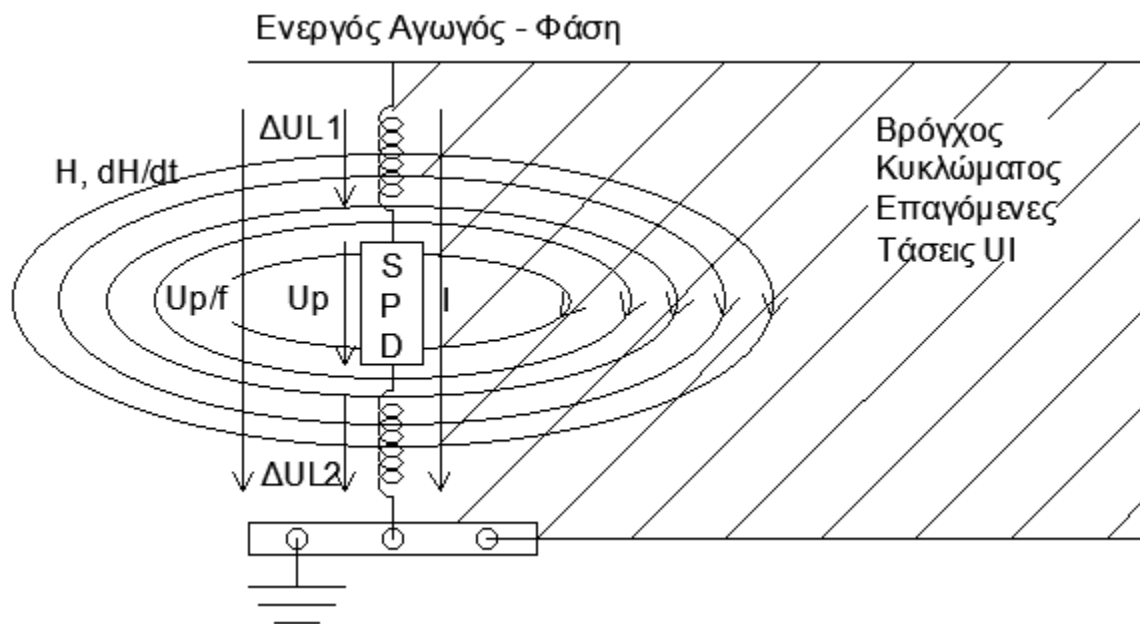 Ενεργός Αγωγός - Φάση
ΔUL1
H, dH/dt
Βρόγχος
Κυκλώματος
Επαγόμενες
Τάσεις UI
Up/f
Up
S
P
D
I
ΔUL2